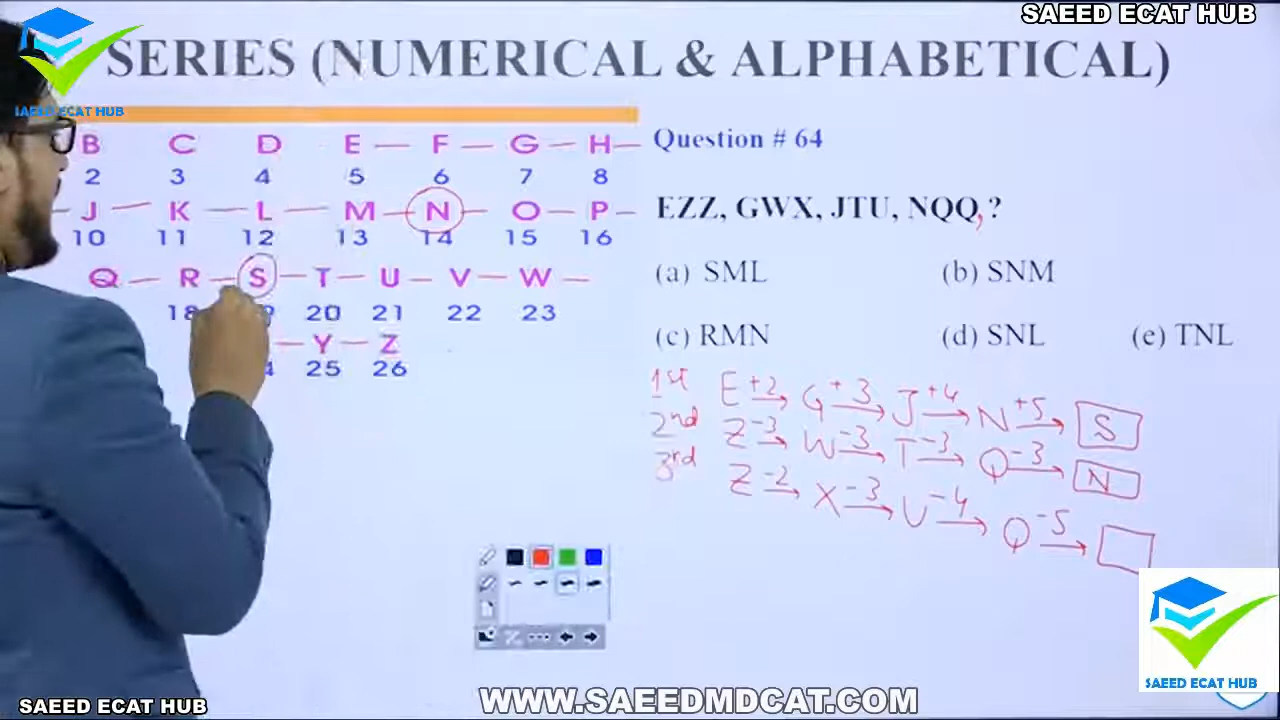 SAEED ECAT HUB
SERIES (NUMERICAL & ALPHABETICAL)
SAEED ECAT HUB
B C D E — F — G — H —
2 3 4 5 6 7 8
— J — K — L — M — N — O — P —
10 11 12 13 14 15 16
Q — R — S — T — U — V — W —
20 21 22 23
— Y — Z
25 26
Question # 64
EZZ, GWX, JTU, NQQ, ?
(a) SML (b) SNM
(c) RMN (d) SNL (e) TNL
1st E +2→ G +3→ J +4→ N +5→ S
2nd Z -3→ W -3→ T -3→ Q -3→ N
3rd Z -2→ X -3→ U -4→ Q -5→
SAEED ECAT HUB
SAEED ECAT HUB
WWW.SAEEDMDCAT.COM